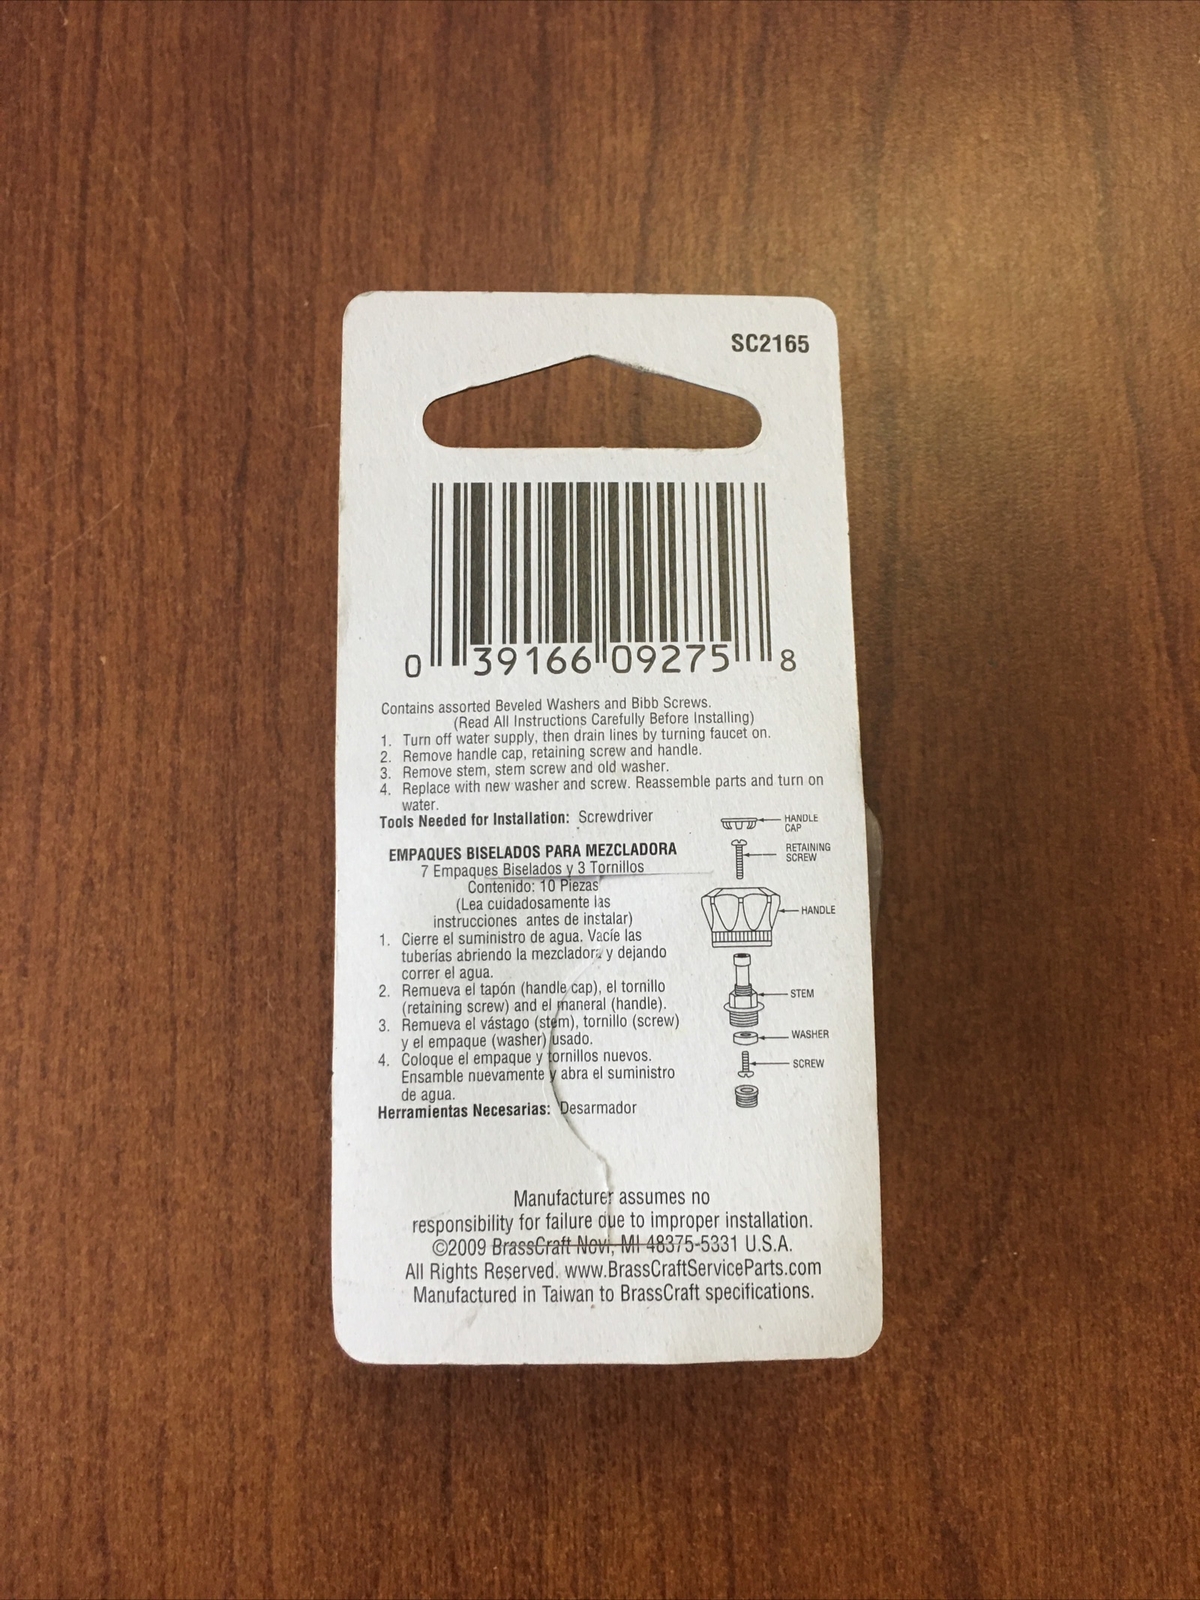 SC2165
0 39166 09275 8
Contains assorted Beveled Washers and Bibb Screws.
(Read All Instructions Carefully Before Installing)
1. Turn off water supply, then drain lines by turning faucet on.
2. Remove handle cap, retaining screw and handle.
3. Remove stem, stem screw and old washer.
4. Replace with new washer and screw. Reassemble parts and turn on
water.
Tools Needed for Installation: Screwdriver
EMPAQUES BISELADOS PARA MEZCLADORA
7 Empaques Biselados y 3 Tornillos
Contenido: 10 Piezas
(Lea cuidadosamente las
instrucciones antes de instalar)
1. Cierre el suministro de agua. Vacíe las
tuberías abriendo la mezcladora y dejando
correr el agua.
2. Remueva el tapón (handle cap), el tornillo
(retaining screw) and el maneral (handle).
3. Remueva el vástago (stem), tornillo (screw)
y el empaque (washer) usado.
4. Coloque el empaque y tornillos nuevos.
Ensamble nuevamente y abra el suministro
de agua.
Herramientas Necesarias: Desarmador
HANDLE
CAP
RETAINING
SCREW
HANDLE
STEM
WASHER
SCREW
Manufacturer assumes no
responsibility for failure due to improper installation.
©2009 BrassCraft Novi, MI 48375-5331 U.S.A.
All Rights Reserved. www.BrassCraftServiceParts.com
Manufactured in Taiwan to BrassCraft specifications.